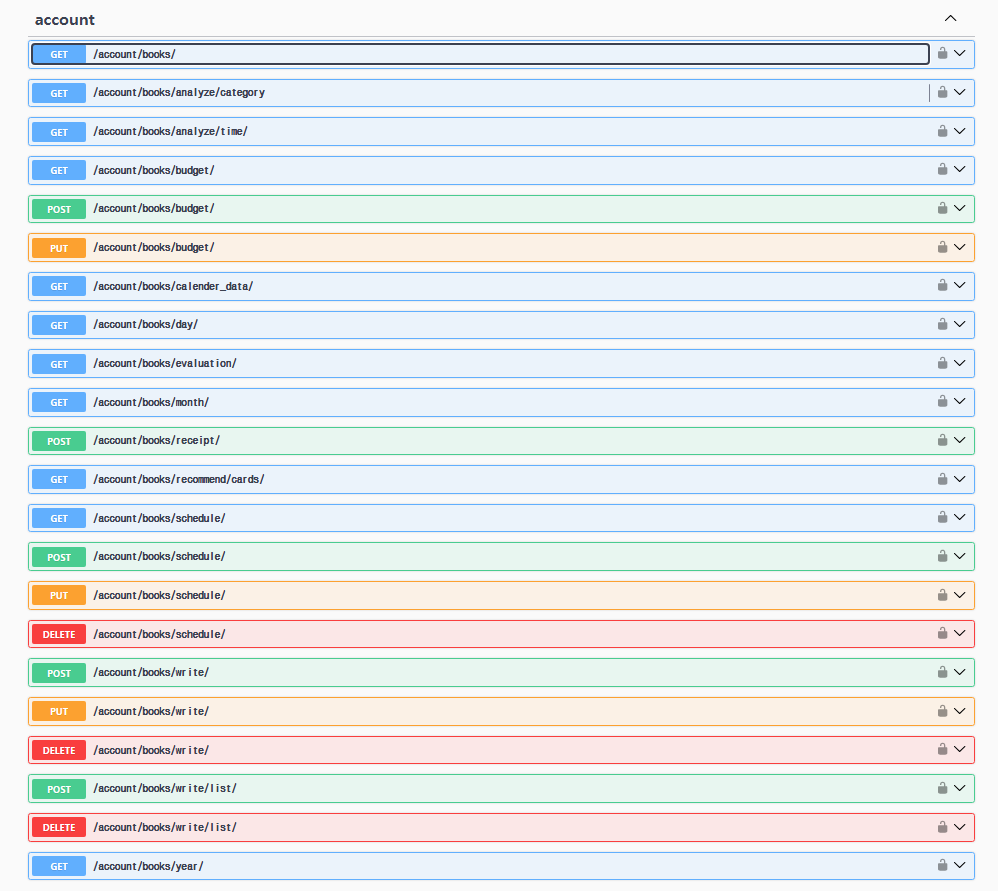 account
GET /account/books/
GET /account/books/analyze/category
GET /account/books/analyze/time/
GET /account/books/budget/
POST /account/books/budget/
PUT /account/books/budget/
GET /account/books/calender_data/
GET /account/books/day/
GET /account/books/evaluation/
GET /account/books/month/
POST /account/books/receipt/
GET /account/books/recommend/cards/
GET /account/books/schedule/
POST /account/books/schedule/
PUT /account/books/schedule/
DELETE /account/books/schedule/
POST /account/books/write/
PUT /account/books/write/
DELETE /account/books/write/
POST /account/books/write/list/
DELETE /account/books/write/list/
GET /account/books/year/